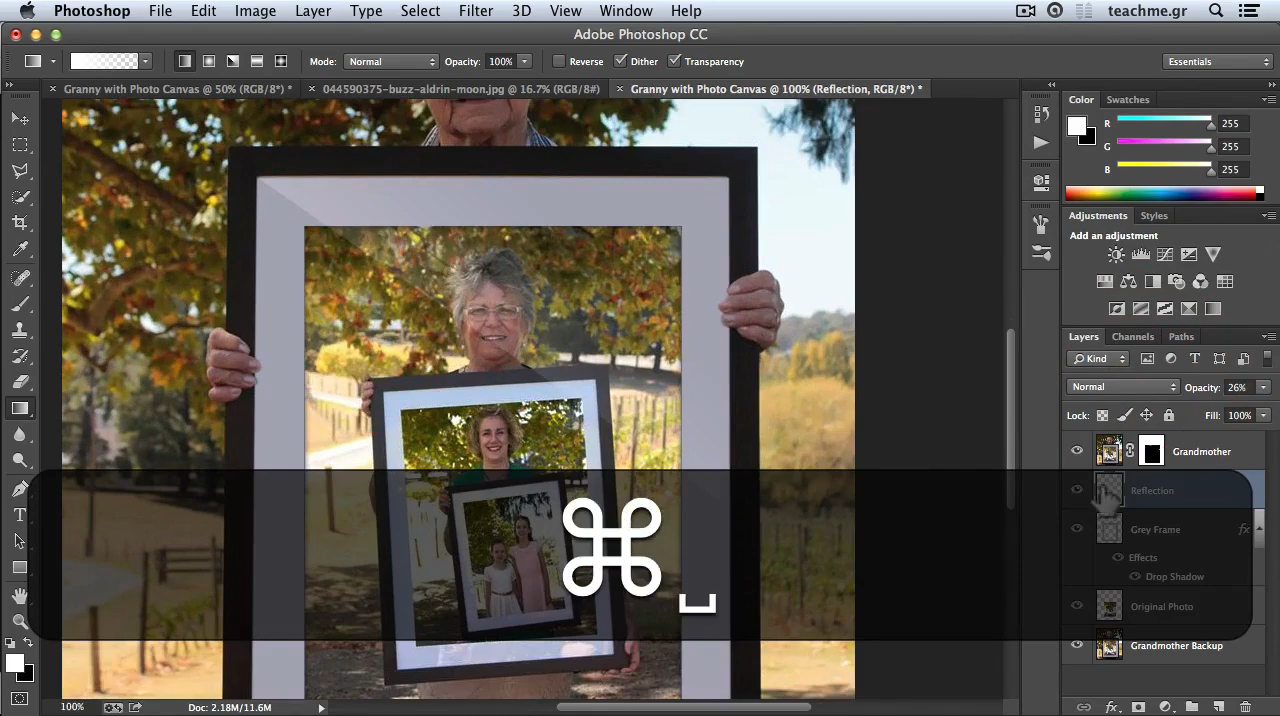 Photoshop File Edit Image Layer Type Select Filter 3D View Window Help teachme.gr
Adobe Photoshop CC
Mode: Normal Opacity: 100% Reverse Dither Transparency Essentials
Granny with Photo Canvas @ 50% (RGB/8*) * 044590375-buzz-aldrin-moon.jpg @ 16.7% (RGB/8#) Granny with Photo Canvas @ 100% (Reflection, RGB/8*) *
Color Swatches
R 255
G 255
B 255
Adjustments Styles
Add an adjustment
Layers Channels Paths
Kind
Normal Opacity: 26%
Lock: Fill: 100%
Grandmother
Reflection
Grey Frame fx
Effects
Drop Shadow
Original Photo
Grandmother Backup
⌘ ␣
100% Doc: 2.18M/11.6M